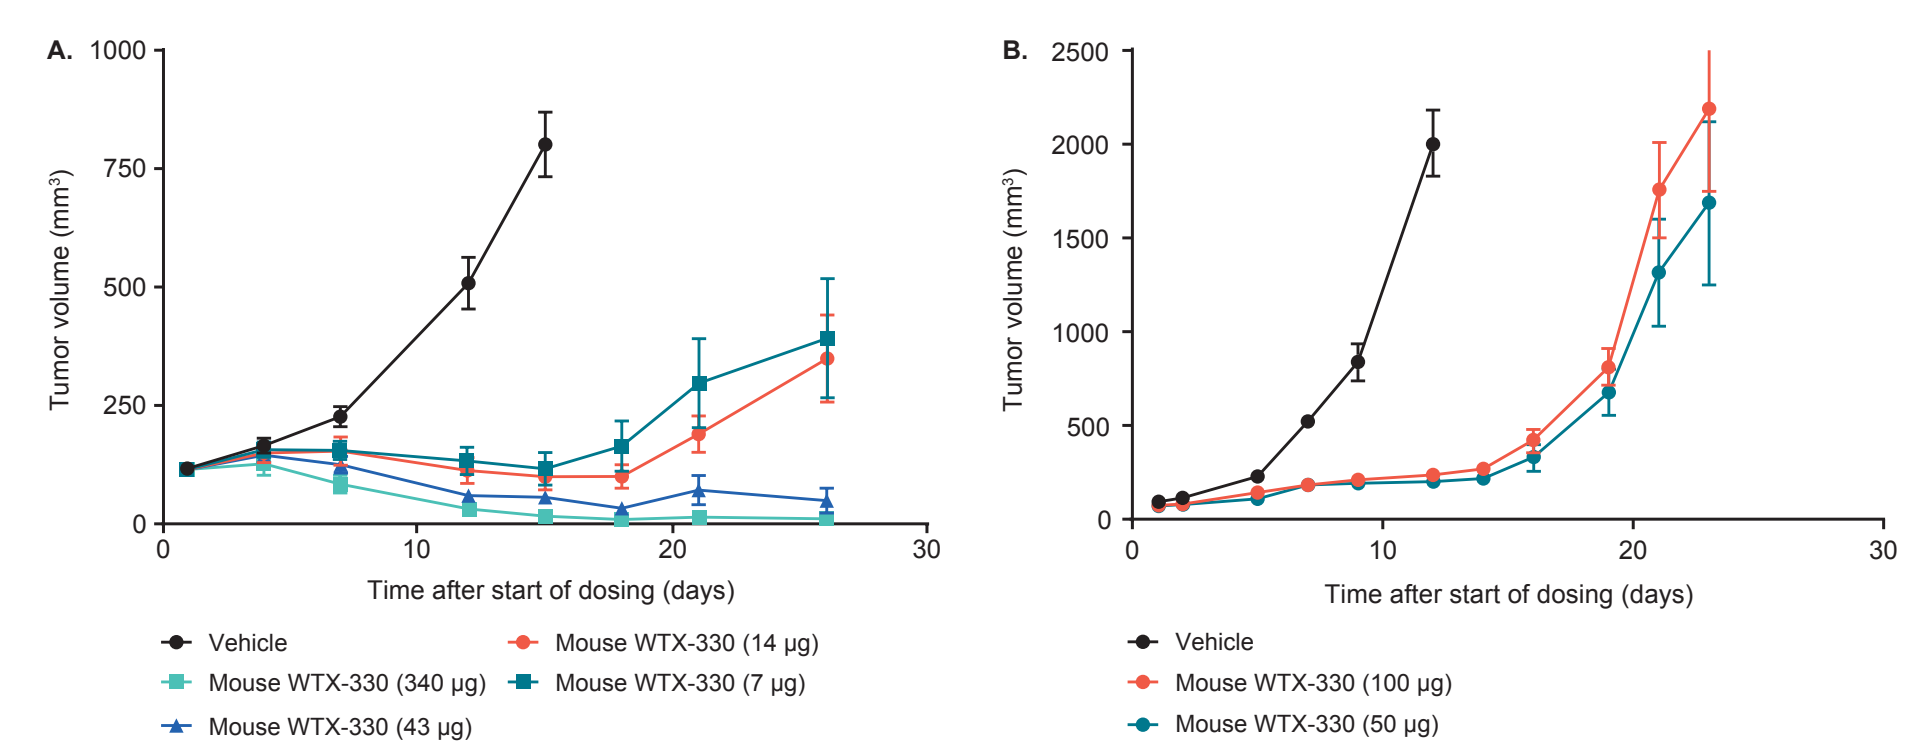 A.
1000
750
500
250
0
0 10 20 30
Tumor volume (mm³)
Time after start of dosing (days)
Vehicle
Mouse WTX-330 (340 µg)
Mouse WTX-330 (43 µg)
Mouse WTX-330 (14 µg)
Mouse WTX-330 (7 µg)
B.
2500
2000
1500
1000
500
0
0 10 20 30
Tumor volume (mm³)
Time after start of dosing (days)
Vehicle
Mouse WTX-330 (100 µg)
Mouse WTX-330 (50 µg)